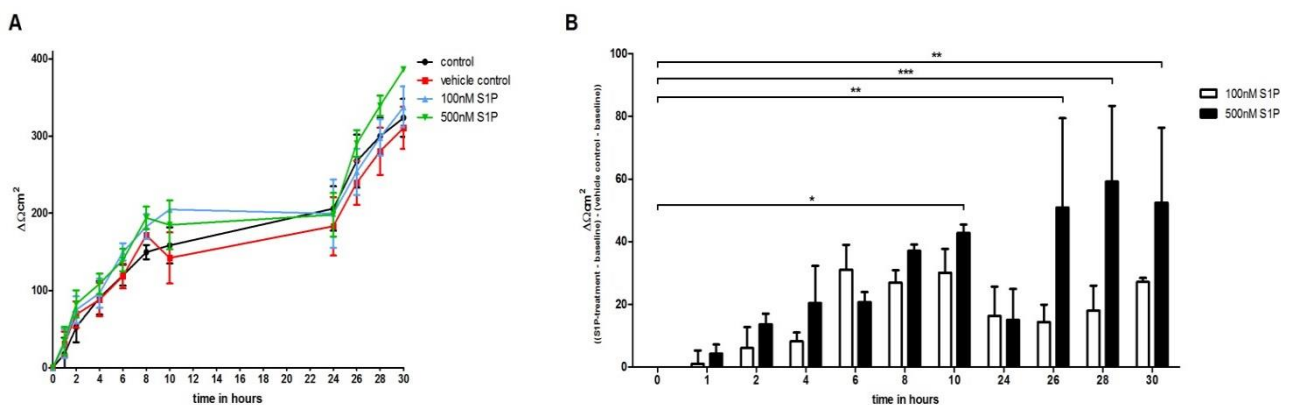 A
400
300
200
100
0
ΔΩcm²
0 2 4 6 8 10 12 14 16 18 20 22 24 26 28 30
time in hours
control
vehicle control
100nM S1P
500nM S1P
B
100
80
60
40
20
0
ΔΩcm²
((S1P-treatment - baseline) - (vehicle control - baseline))
**
***
**
*
0 1 2 4 6 8 10 24 26 28 30
time in hours
100nM S1P
500nM S1P